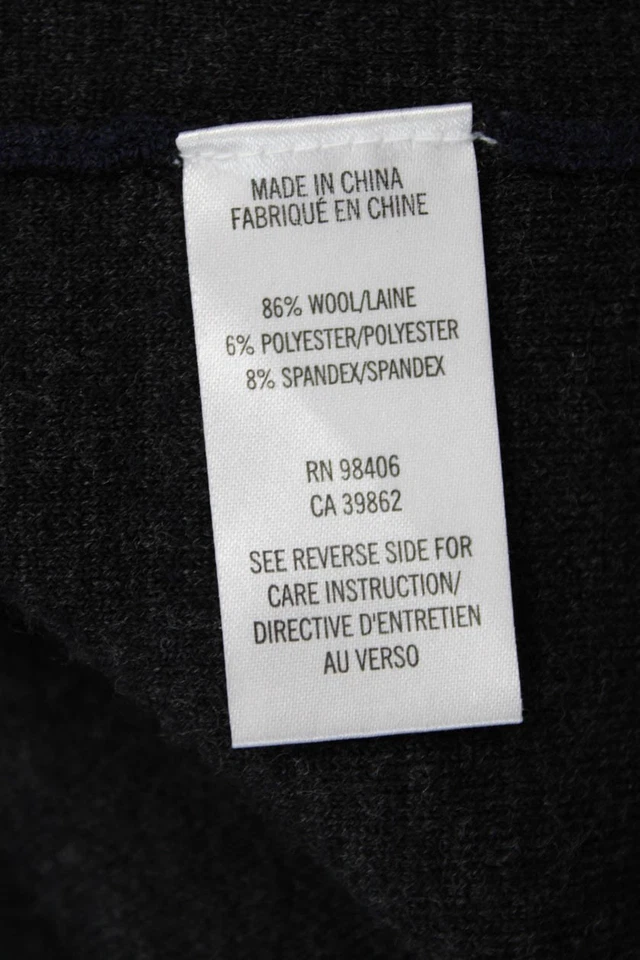 MADE IN CHINA
FABRIQUÉ EN CHINE
86% WOOL/LAINE
6% POLYESTER/POLYESTER
8% SPANDEX/SPANDEX
RN 98406
CA 39862
SEE REVERSE SIDE FOR
CARE INSTRUCTION/
DIRECTIVE D'ENTRETIEN
AU VERSO